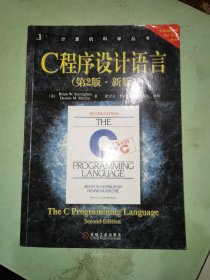 计算机科学丛书
C程序设计语言
(第2版·新版)
(美) Brian W. Kernighan
Dennis M. Ritchie 著
SECOND EDITION
THE
C
PROGRAMMING
LANGUAGE
BRIAN W. KERNIGHAN
DENNIS M. RITCHIE
The C Programming Language
Second Edition
机械工业出版社